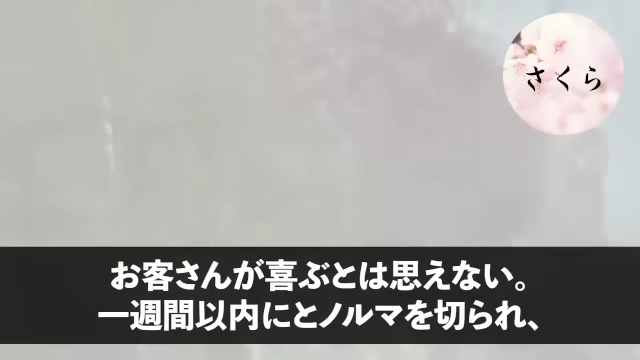 さくら
お客さんが喜ぶとは思えない。
一週間以内にとノルマを切られ、